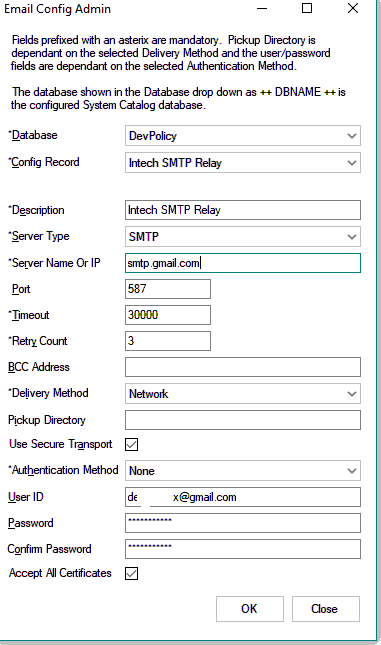 Email Config Admin
Fields prefixed with an asterix are mandatory. Pickup Directory is
dependant on the selected Delivery Method and the user/password
fields are dependant on the selected Authentication Method.
The database shown in the Database drop down as ++ DBNAME ++ is
the configured System Catalog database.
*Database DevPolicy
*Config Record Intech SMTP Relay
*Description Intech SMTP Relay
*Server Type SMTP
*Server Name Or IP smtp.gmail.com
Port 587
*Timeout 30000
*Retry Count 3
BCC Address
*Delivery Method Network
Pickup Directory
Use Secure Transport
*Authentication Method None
User ID de x@gmail.com
Password ***********
Confirm Password ***********
Accept All Certificates
OK Close